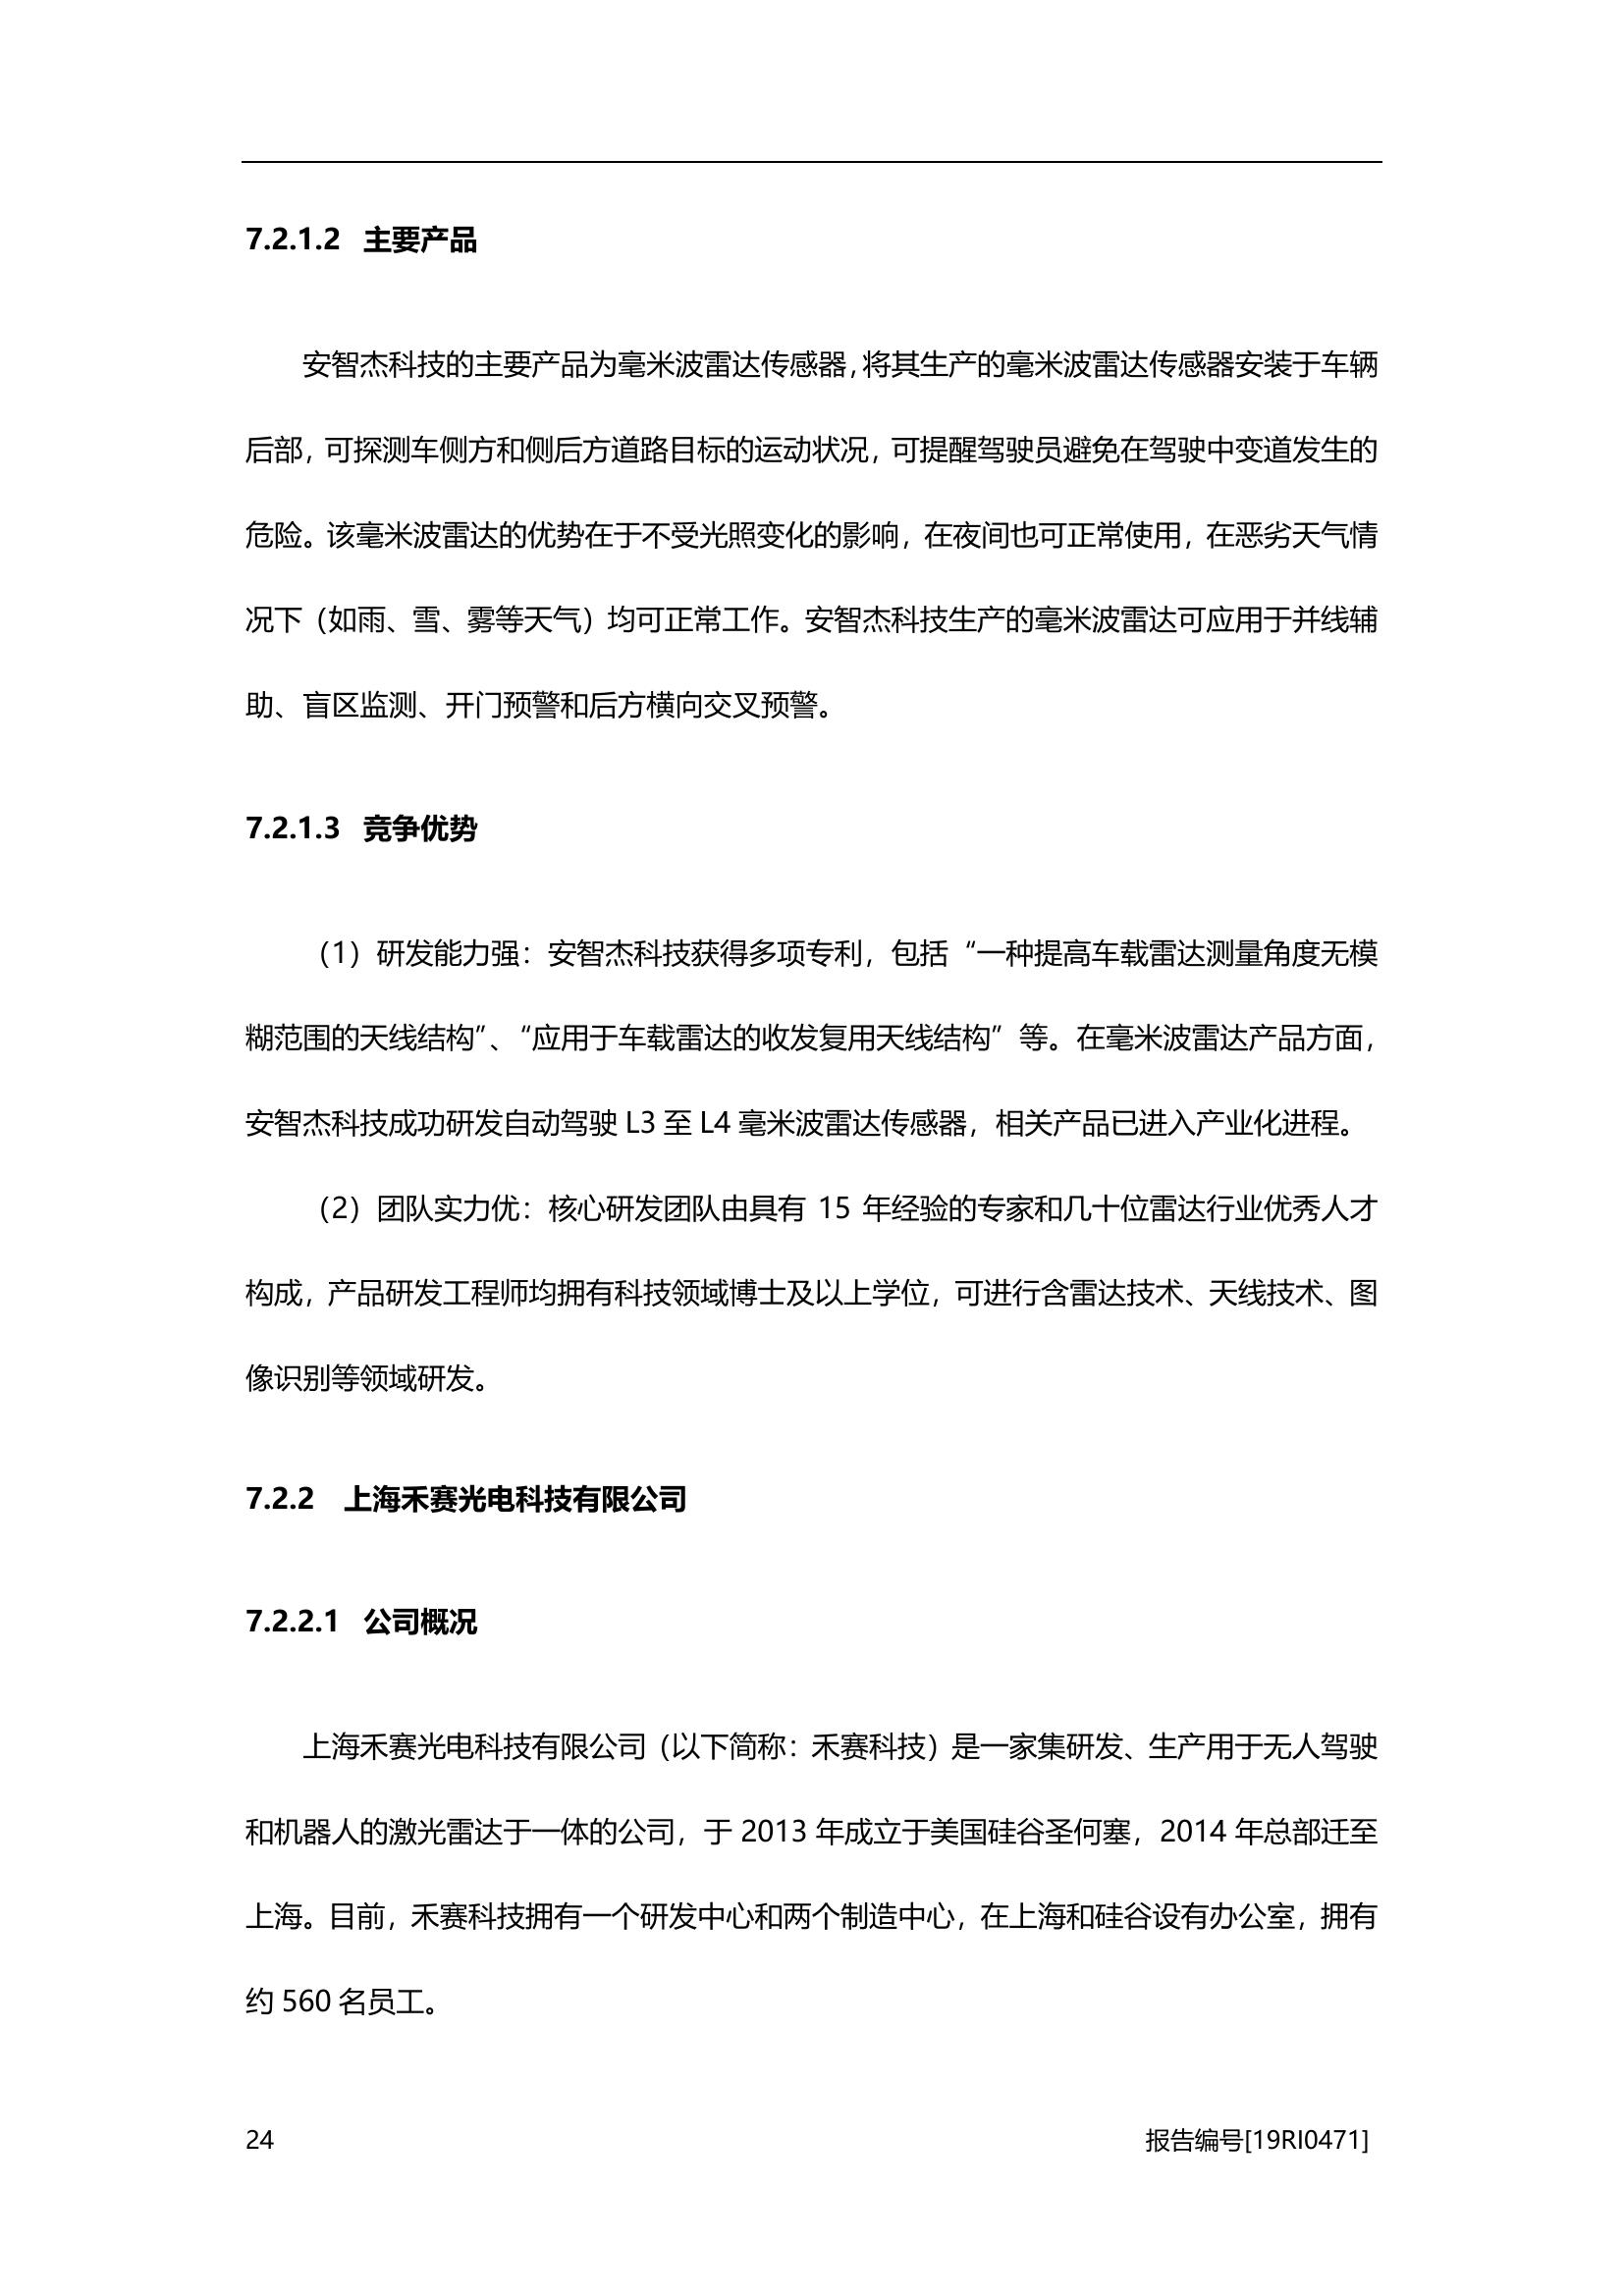 7.2.1.2 主要产品
安智杰科技的主要产品为毫米波雷达传感器，将其生产的毫米波雷达传感器安装于车辆
后部，可探测车侧方和侧后方道路目标的运动状况，可提醒驾驶员避免在驾驶中变道发生的
危险。该毫米波雷达的优势在于不受光照变化的影响，在夜间也可正常使用，在恶劣天气情
况下（如雨、雪、雾等天气）均可正常工作。安智杰科技生产的毫米波雷达可应用于并线辅
助、盲区监测、开门预警和后方横向交叉预警。
7.2.1.3 竞争优势
（1）研发能力强：安智杰科技获得多项专利，包括“一种提高车载雷达测量角度无模
糊范围的天线结构”、“应用于车载雷达的收发复用天线结构”等。在毫米波雷达产品方面，
安智杰科技成功研发自动驾驶 L3 至 L4 毫米波雷达传感器，相关产品已进入产业化进程。
（2）团队实力优：核心研发团队由具有 15 年经验的专家和几十位雷达行业优秀人才
构成，产品研发工程师均拥有科技领域博士及以上学位，可进行含雷达技术、天线技术、图
像识别等领域研发。
7.2.2 上海禾赛光电科技有限公司
7.2.2.1 公司概况
上海禾赛光电科技有限公司（以下简称：禾赛科技）是一家集研发、生产用于无人驾驶
和机器人的激光雷达于一体的公司，于 2013 年成立于美国硅谷圣何塞，2014 年总部迁至
上海。目前，禾赛科技拥有一个研发中心和两个制造中心，在上海和硅谷设有办公室，拥有
约 560 名员工。
24 报告编号[19RI0471]